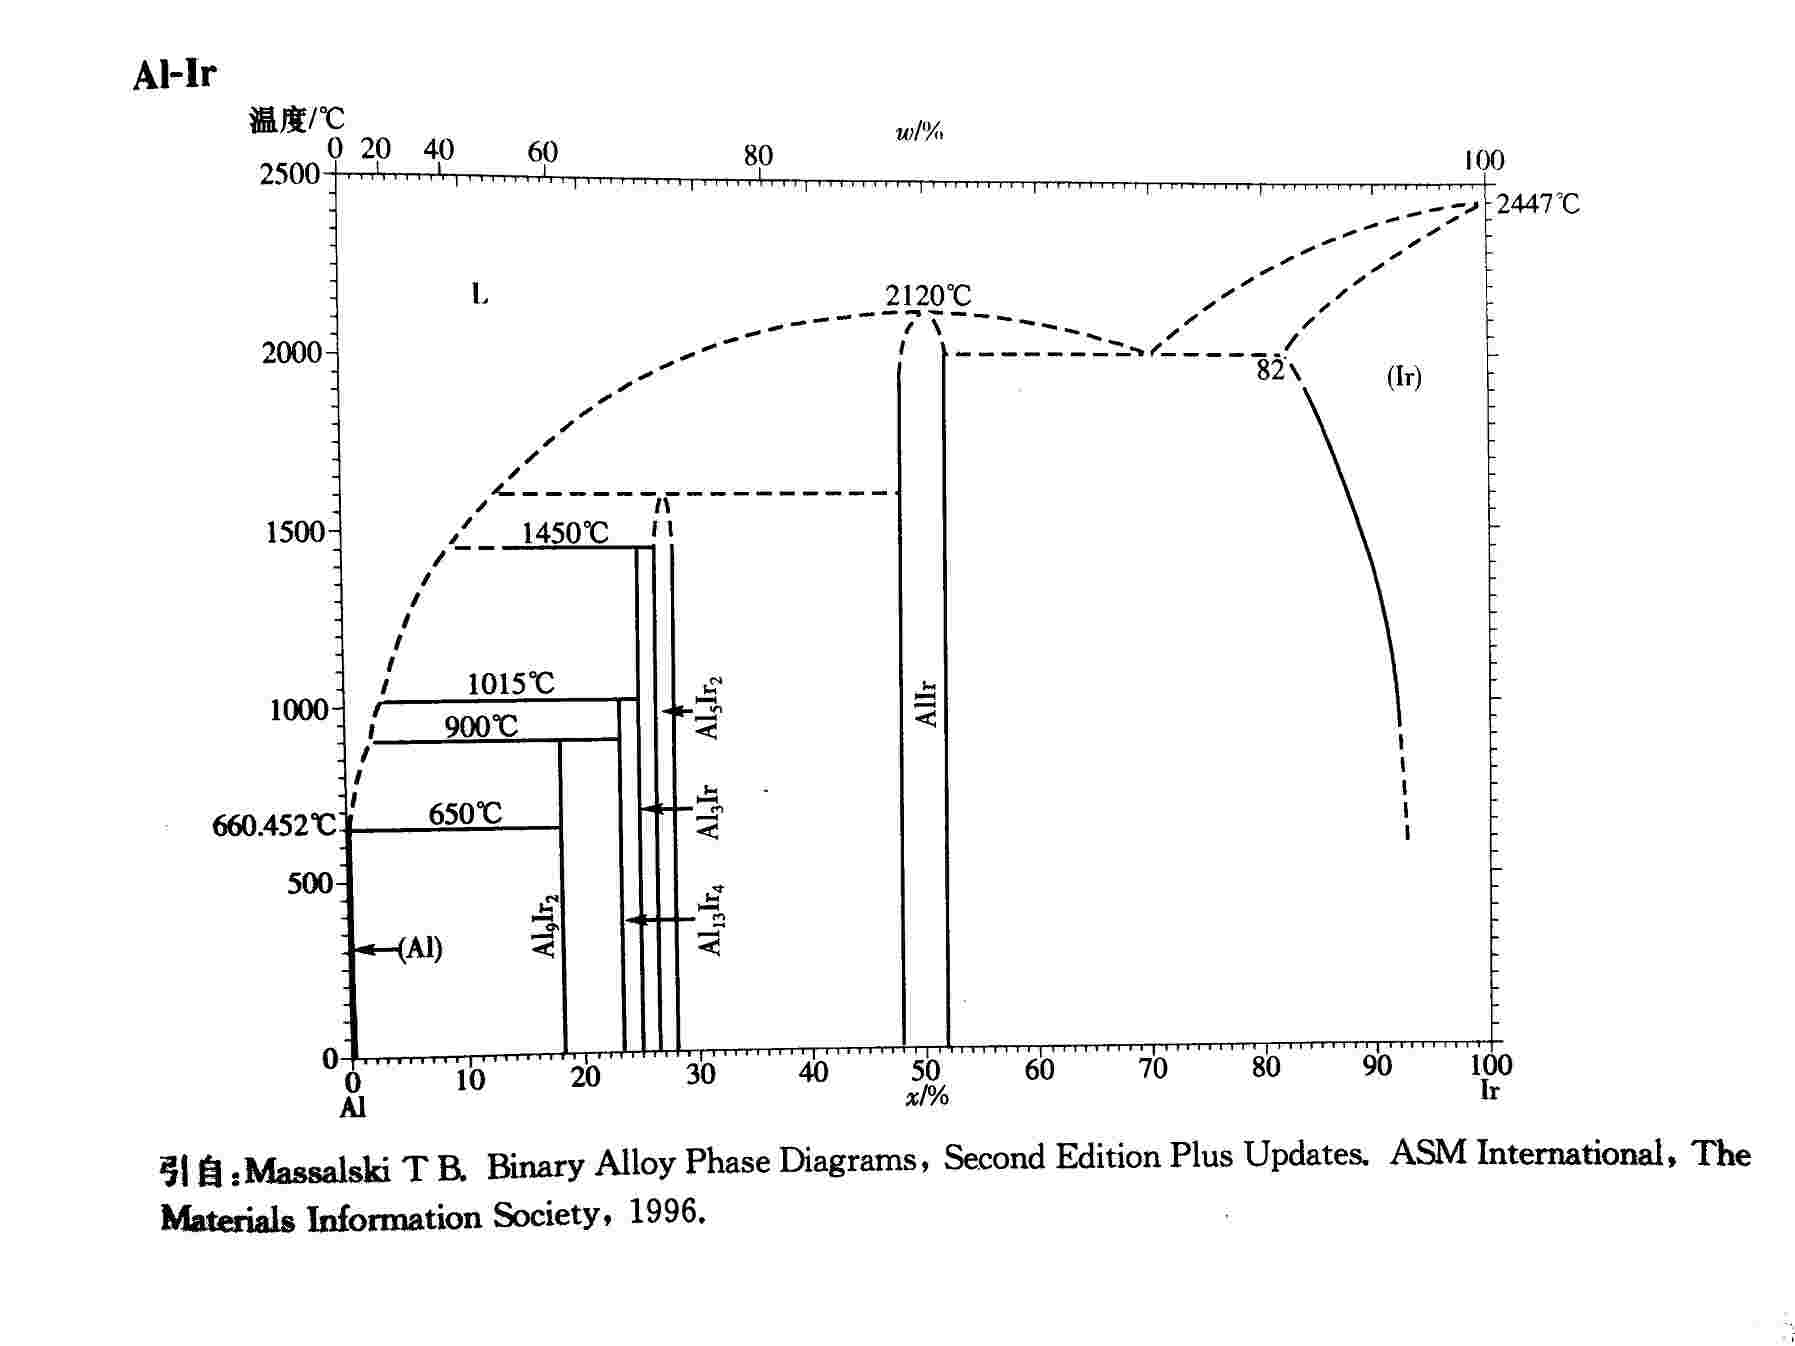 Al-Ir
温度/℃
w/%
0 20 40 60 80 100
2500
2447℃
L
2120℃
2000
82
(Ir)
1500
1450℃
1015℃
1000
900℃
Al₅Ir₂
AlIr
Al₃Ir
650℃
660.452℃
500
Al₉Ir₂
Al₁₃Ir₄
(Al)
0
0 10 20 30 40 50 60 70 80 90 100
Al
x/%
Ir
引自:Massalski T B. Binary Alloy Phase Diagrams, Second Edition Plus Updates. ASM International, The
Materials Information Society, 1996.